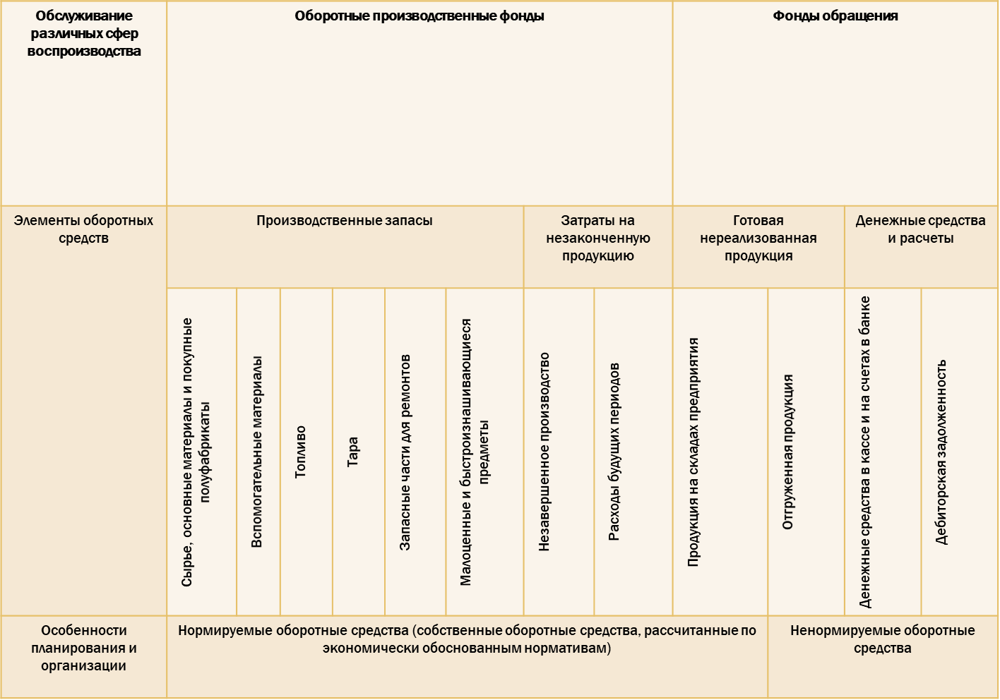 Обслуживание
различных сфер
воспроизводства
Оборотные производственные фонды
Фонды обращения
Элементы оборотных
средств
Производственные запасы
Затраты на
незаконченную
продукцию
Готовая
нереализованная
продукция
Денежные средства
и расчеты
Сырье, основные материалы и покупные
полуфабрикаты
Вспомогательные материалы
Топливо
Тара
Запасные части для ремонтов
Малоценные и быстроизнашивающиеся
предметы
Незавершенное производство
Расходы будущих периодов
Продукция на складах предприятия
Отгруженная продукция
Денежные средства в кассе и на счетах в банке
Дебиторская задолженность
Особенности
планирования и
организации
Нормируемые оборотные средства (собственные оборотные средства, рассчитанные по
экономически обоснованным нормативам)
Ненормируемые оборотные
средства